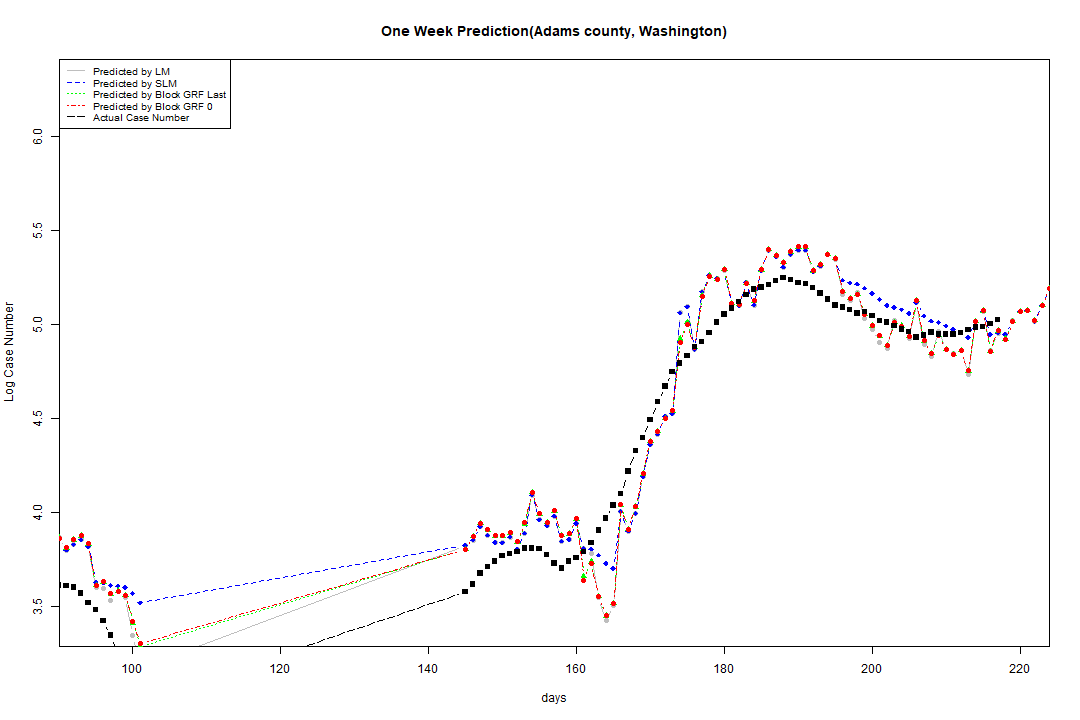 One Week Prediction(Adams county, Washington)
Predicted by LM
Predicted by SLM
Predicted by Block GRF Last
Predicted by Block GRF 0
Actual Case Number
6.0
5.5
5.0
4.5
4.0
3.5
Log Case Number
100 120 140 160 180 200 220
days